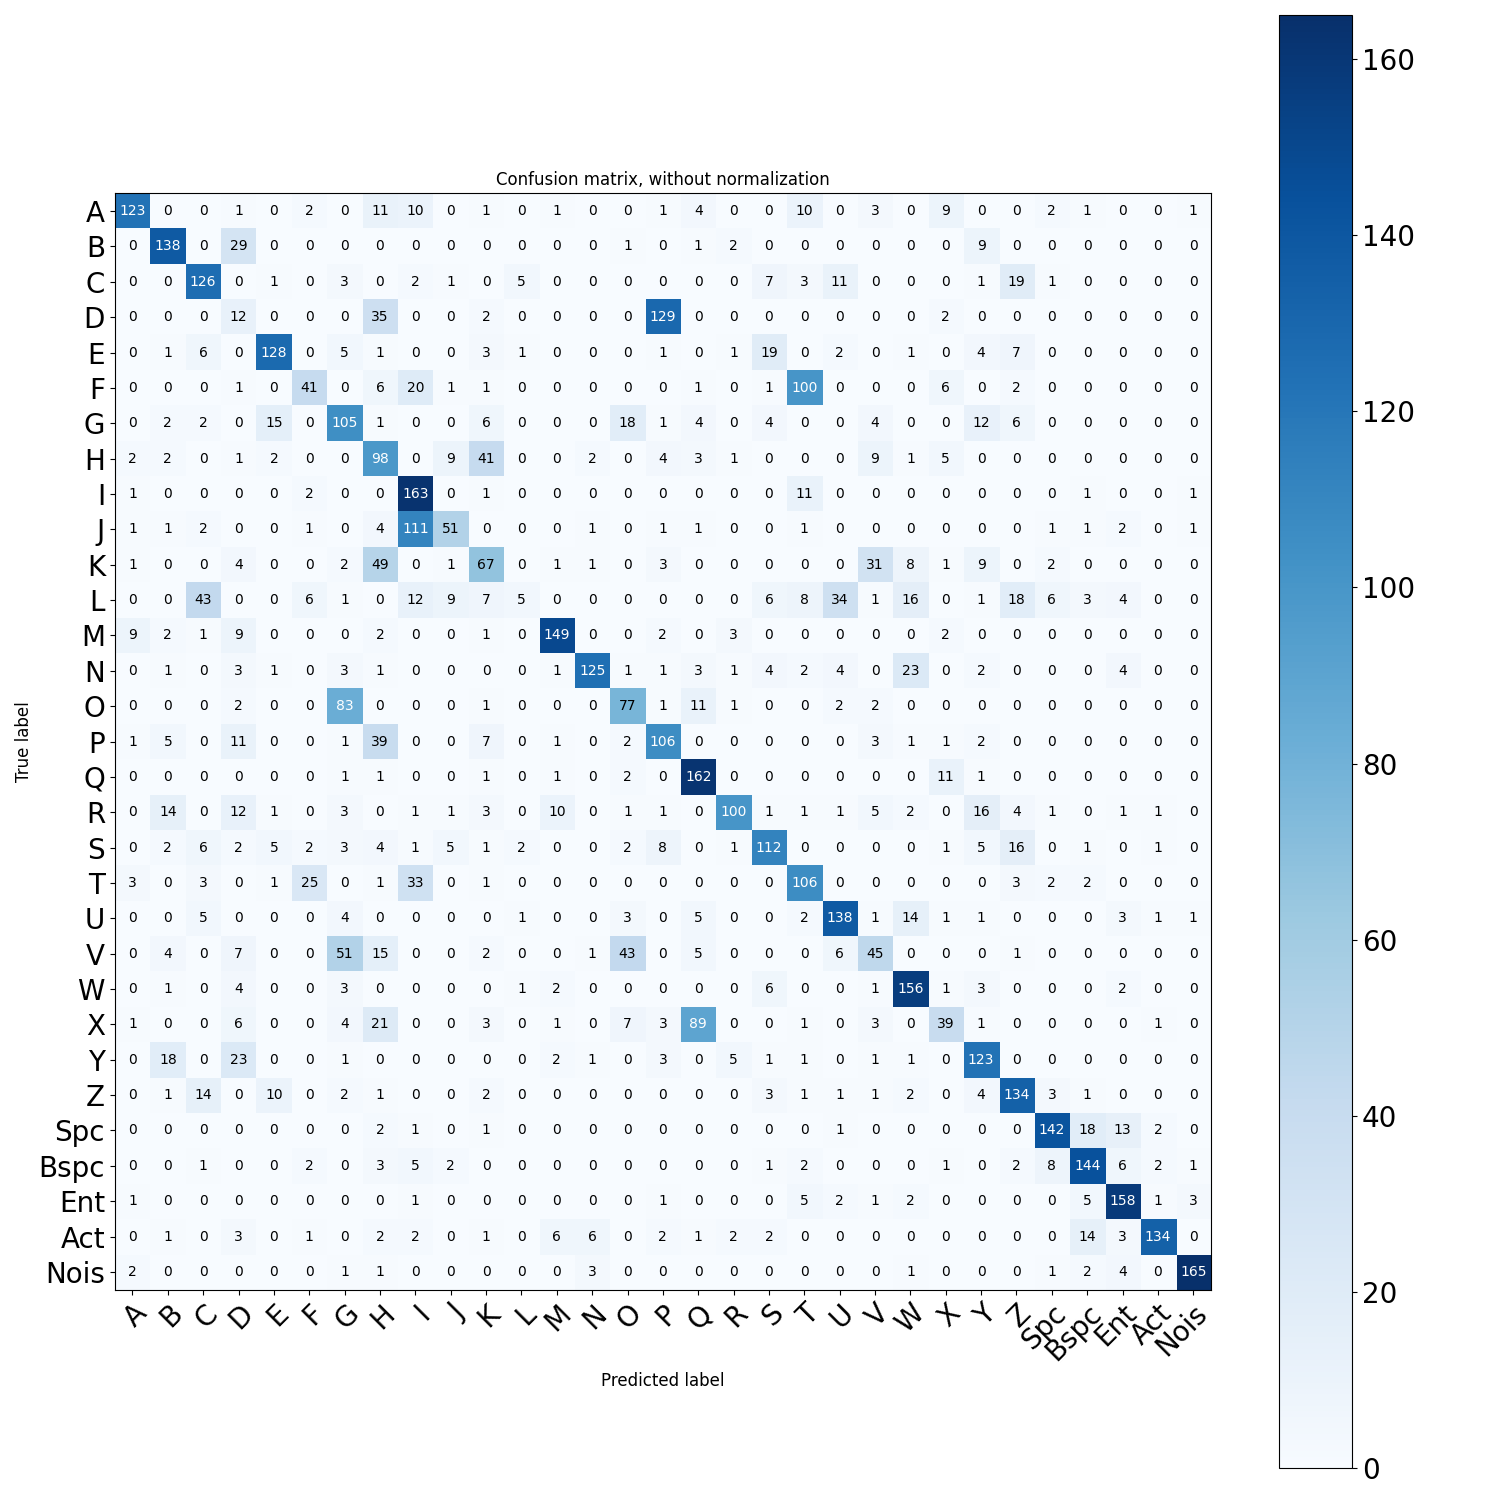 Confusion matrix, without normalization
A 123 0 0 1 0 2 0 11 10 0 1 0 1 0 0 1 4 0 0 10 0 3 0 9 0 0 2 1 0 0 1
B 0 138 0 29 0 0 0 0 0 0 0 0 0 0 1 0 1 2 0 0 0 0 0 0 9 0 0 0 0 0 0
C 0 0 126 0 1 0 3 0 2 1 0 5 0 0 0 0 0 0 7 3 11 0 0 0 1 19 1 0 0 0 0
D 0 0 0 12 0 0 0 35 0 0 2 0 0 0 0 129 0 0 0 0 0 0 0 2 0 0 0 0 0 0 0
E 0 1 6 0 128 0 5 1 0 0 3 1 0 0 0 1 0 1 19 0 2 0 1 0 4 7 0 0 0 0 0
F 0 0 0 1 0 41 0 6 20 1 1 0 0 0 0 0 1 0 1 100 0 0 0 6 0 2 0 0 0 0 0
G 0 2 2 0 15 0 105 1 0 0 6 0 0 0 18 1 4 0 4 0 0 4 0 0 12 6 0 0 0 0 0
H 2 2 0 1 2 0 0 98 0 9 41 0 0 2 0 4 3 1 0 0 0 9 1 5 0 0 0 0 0 0 0
I 1 0 0 0 0 2 0 0 163 0 1 0 0 0 0 0 0 0 0 11 0 0 0 0 0 0 0 1 0 0 1
J 1 1 2 0 0 1 0 4 111 51 0 0 0 1 0 1 1 0 0 1 0 0 0 0 0 0 1 1 2 0 1
K 1 0 0 4 0 0 2 49 0 1 67 0 1 1 0 3 0 0 0 0 0 31 8 1 9 0 2 0 0 0 0
L 0 0 43 0 0 6 1 0 12 9 7 5 0 0 0 0 0 0 6 8 34 1 16 0 1 18 6 3 4 0 0
M 9 2 1 9 0 0 0 2 0 0 1 0 149 0 0 2 0 3 0 0 0 0 0 2 0 0 0 0 0 0 0
N 0 1 0 3 1 0 3 1 0 0 0 0 1 125 1 1 3 1 4 2 4 0 23 0 2 0 0 0 4 0 0
O 0 0 0 2 0 0 83 0 0 0 1 0 0 0 77 1 11 1 0 0 2 2 0 0 0 0 0 0 0 0 0
P 1 5 0 11 0 0 1 39 0 0 7 0 1 0 2 106 0 0 0 0 0 3 1 1 2 0 0 0 0 0 0
Q 0 0 0 0 0 0 1 1 0 0 1 0 1 0 2 0 162 0 0 0 0 0 0 11 1 0 0 0 0 0 0
R 0 14 0 12 1 0 3 0 1 1 3 0 10 0 1 1 0 100 1 1 1 5 2 0 16 4 1 0 1 1 0
S 0 2 6 2 5 2 3 4 1 5 1 2 0 0 2 8 0 1 112 0 0 0 0 1 5 16 0 1 0 1 0
T 3 0 3 0 1 25 0 1 33 0 1 0 0 0 0 0 0 0 0 106 0 0 0 0 0 3 2 2 0 0 0
U 0 0 5 0 0 0 4 0 0 0 0 1 0 0 3 0 5 0 0 2 138 1 14 1 1 0 0 0 3 1 1
V 0 4 0 7 0 0 51 15 0 0 2 0 0 1 43 0 5 0 0 0 6 45 0 0 0 1 0 0 0 0 0
W 0 1 0 4 0 0 3 0 0 0 0 1 2 0 0 0 0 0 6 0 0 1 156 1 3 0 0 0 2 0 0
X 1 0 0 6 0 0 4 21 0 0 3 0 1 0 7 3 89 0 0 1 0 3 0 39 1 0 0 0 0 1 0
Y 0 18 0 23 0 0 1 0 0 0 0 0 2 1 0 3 0 5 1 1 0 1 1 0 123 0 0 0 0 0 0
Z 0 1 14 0 10 0 2 1 0 0 2 0 0 0 0 0 0 0 3 1 1 1 2 0 4 134 3 1 0 0 0
Spc 0 0 0 0 0 0 0 2 1 0 1 0 0 0 0 0 0 0 0 0 1 0 0 0 0 0 142 18 13 2 0
Bspc 0 0 1 0 0 2 0 3 5 2 0 0 0 0 0 0 0 0 1 2 0 0 0 1 0 2 8 144 6 2 1
Ent 1 0 0 0 0 0 0 0 1 0 0 0 0 0 0 1 0 0 0 5 2 1 2 0 0 0 0 5 158 1 3
Act 0 1 0 3 0 1 0 2 2 0 1 0 6 6 0 2 1 2 2 0 0 0 0 0 0 0 0 14 3 134 0
Nois 2 0 0 0 0 0 1 1 0 0 0 0 0 3 0 0 0 0 0 0 0 0 1 0 0 0 1 2 4 0 165
A B C D E F G H I J K L M N O P Q R S T U V W X Y Z Spc Bspc Ent Act Nois
True label
Predicted label
160
140
120
100
80
60
40
20
0